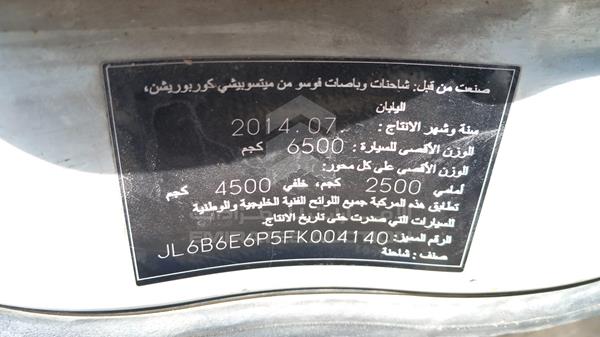 صنعت من قبل: شاحنات وباصات فوسو من ميتسوبيشي كوربوريشن،
اليابان
سنة وشهر الانتاج : 2014.07
الوزن الأقصى للسيارة : 6500 كجم
الوزن الأقصى على كل محور:
أمامي 2500 كجم، خلفي 4500 كجم
تطابق هذه المركبة جميع اللوائح الفنية الخليجية والوطنية
للسيارات التي صدرت حتى تاريخ الانتاج.
الرقم المميز: JL6B6E6P5FK004140
صنف : شاحنة